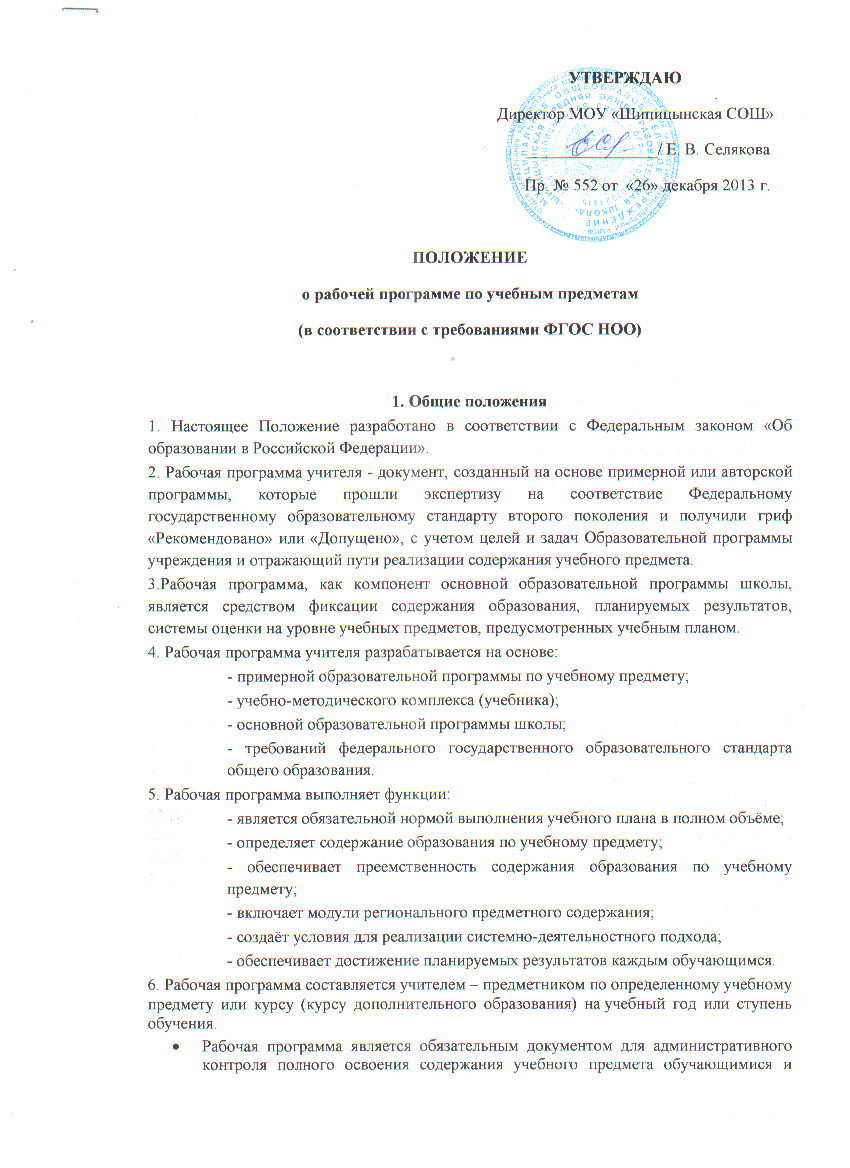 УТВЕРЖДАЮ
Директор МОУ «Шипицынская СОШ»
/ Е. В. Селякова
Пр. № 552 от «26» декабря 2013 г.
ПОЛОЖЕНИЕ
о рабочей программе по учебным предметам
(в соответствии с требованиями ФГОС НОО)
1. Общие положения
1. Настоящее Положение разработано в соответствии с Федеральным законом «Об
образовании в Российской Федерации».
2. Рабочая программа учителя - документ, созданный на основе примерной или авторской
программы, которые прошли экспертизу на соответствие Федеральному
государственному образовательному стандарту второго поколения и получили гриф
«Рекомендовано» или «Допущено», с учетом целей и задач Образовательной программы
учреждения и отражающий пути реализации содержания учебного предмета.
3.Рабочая программа, как компонент основной образовательной программы школы,
является средством фиксации содержания образования, планируемых результатов,
системы оценки на уровне учебных предметов, предусмотренных учебным планом.
4. Рабочая программа учителя разрабатывается на основе:
- примерной образовательной программы по учебному предмету;
- учебно-методического комплекса (учебника);
- основной образовательной программы школы;
- требований федерального государственного образовательного стандарта
общего образования.
5. Рабочая программа выполняет функции:
- является обязательной нормой выполнения учебного плана в полном объёме;
- определяет содержание образования по учебному предмету;
- обеспечивает преемственность содержания образования по учебному
предмету;
- включает модули регионального предметного содержания;
- создаёт условия для реализации системно-деятельностного подхода;
- обеспечивает достижение планируемых результатов каждым обучающимся.
6. Рабочая программа составляется учителем – предметником по определенному учебному
предмету или курсу (курсу дополнительного образования) на учебный год или ступень
обучения.
• Рабочая программа является обязательным документом для административного
контроля полного освоения содержания учебного предмета обучающимися и